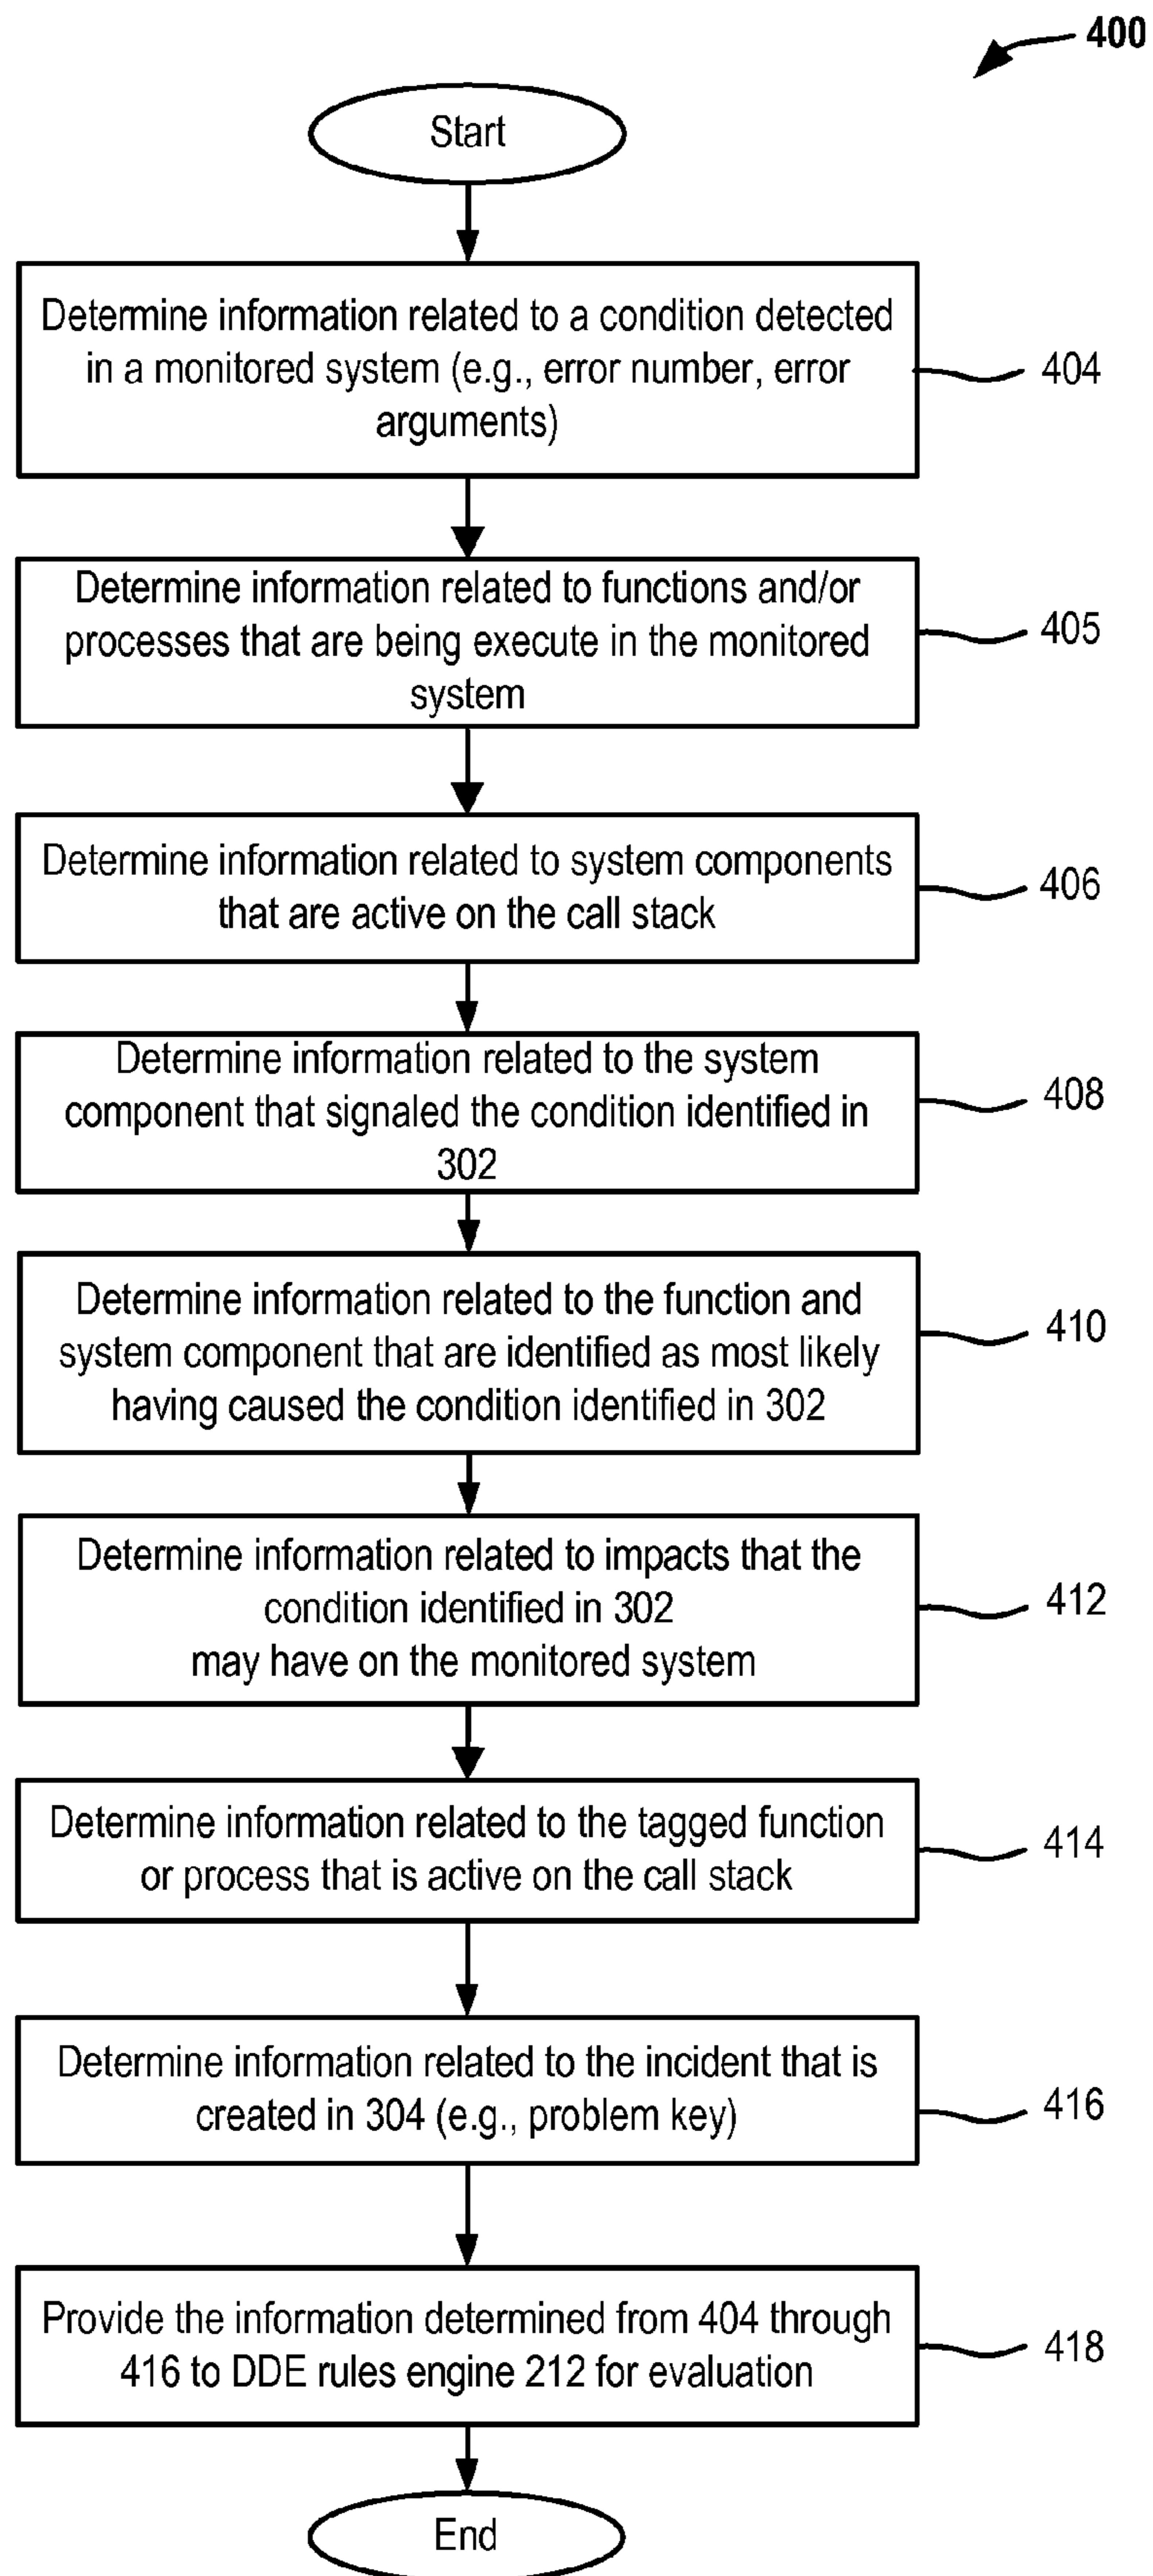 400
Start
Determine information related to a condition detected
in a monitored system (e.g., error number, error
arguments)
404
Determine information related to functions and/or
processes that are being execute in the monitored
system
405
Determine information related to system components
that are active on the call stack
406
Determine information related to the system
component that signaled the condition identified in
302
408
Determine information related to the function and
system component that are identified as most likely
having caused the condition identified in 302
410
Determine information related to impacts that the
condition identified in 302
may have on the monitored system
412
Determine information related to the tagged function
or process that is active on the call stack
414
Determine information related to the incident that is
created in 304 (e.g., problem key)
416
Provide the information determined from 404 through
416 to DDE rules engine 212 for evaluation
418
End